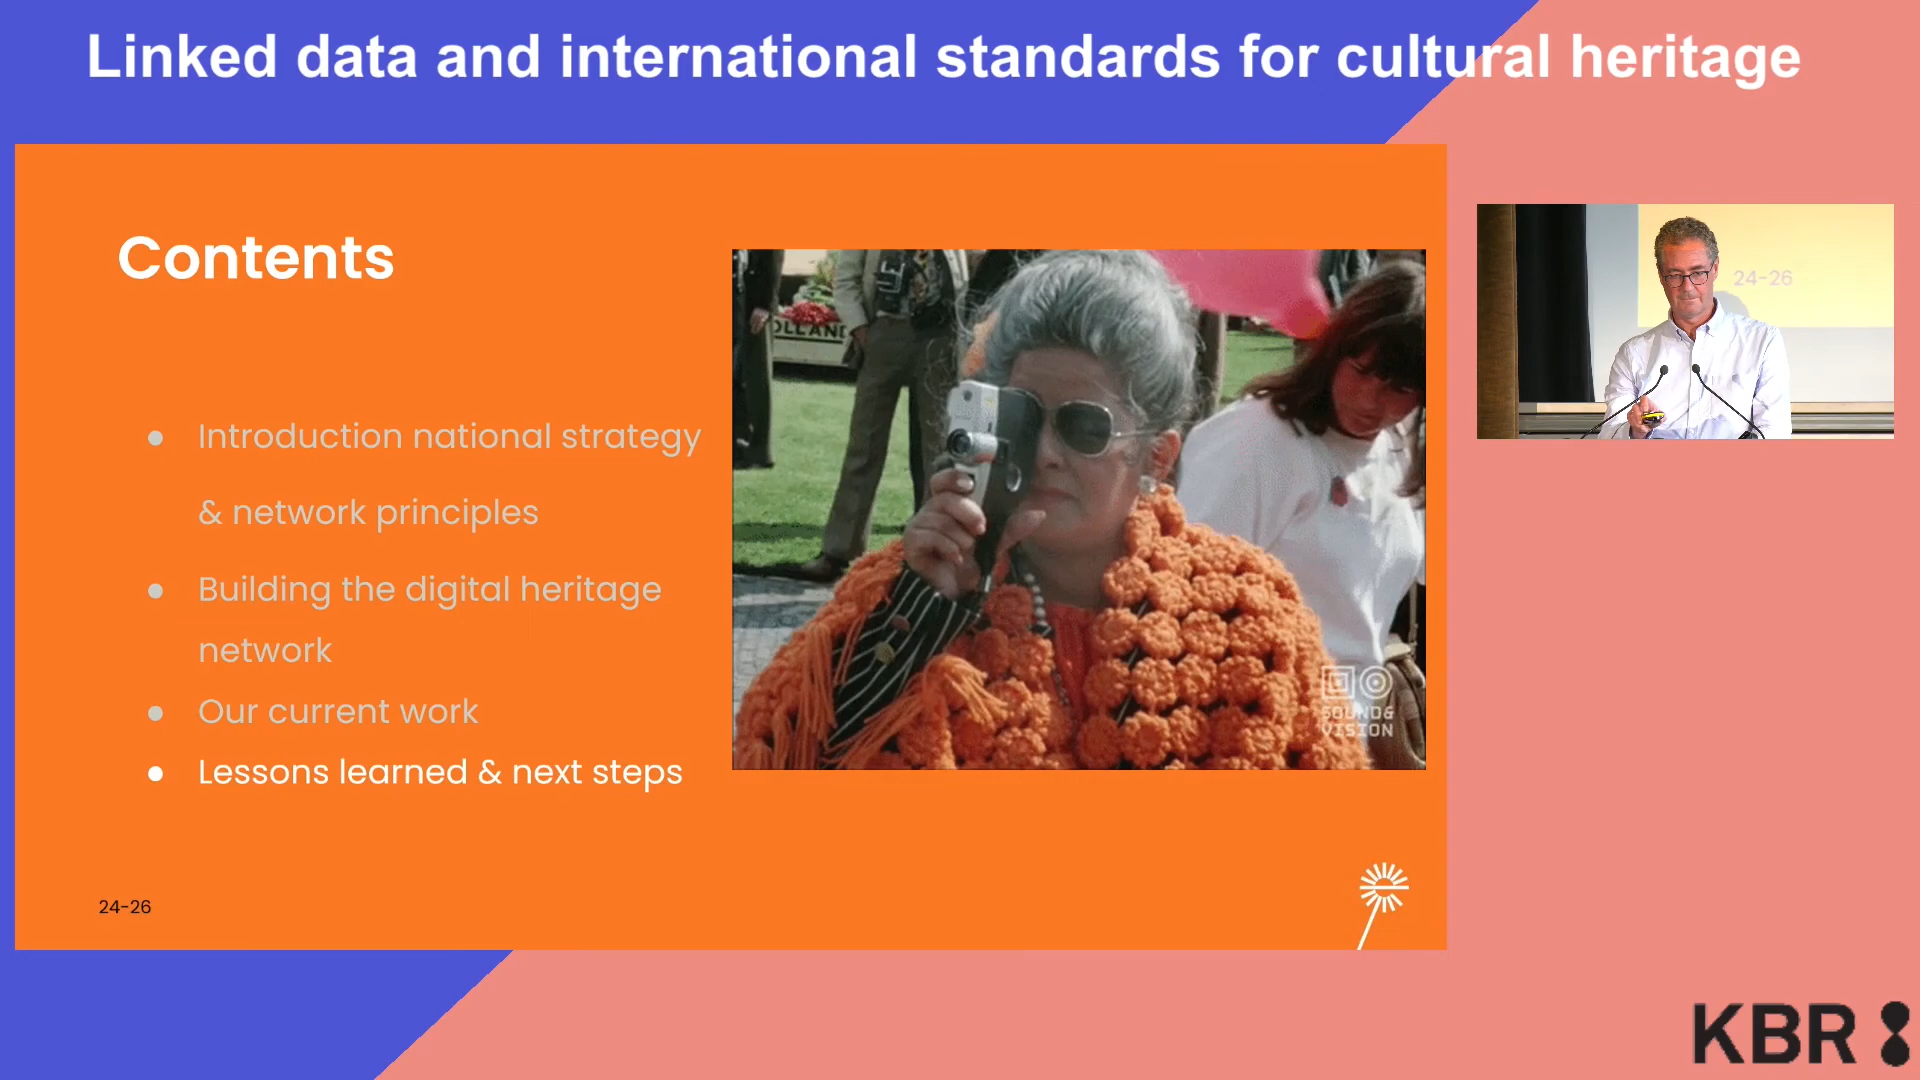 Linked data and international standards for cultural heritage
Contents
Introduction national strategy
& network principles
Building the digital heritage
network
Our current work
Lessons learned & next steps
24-26
OLLAND
SOUND&
VISION
24-26
KBR